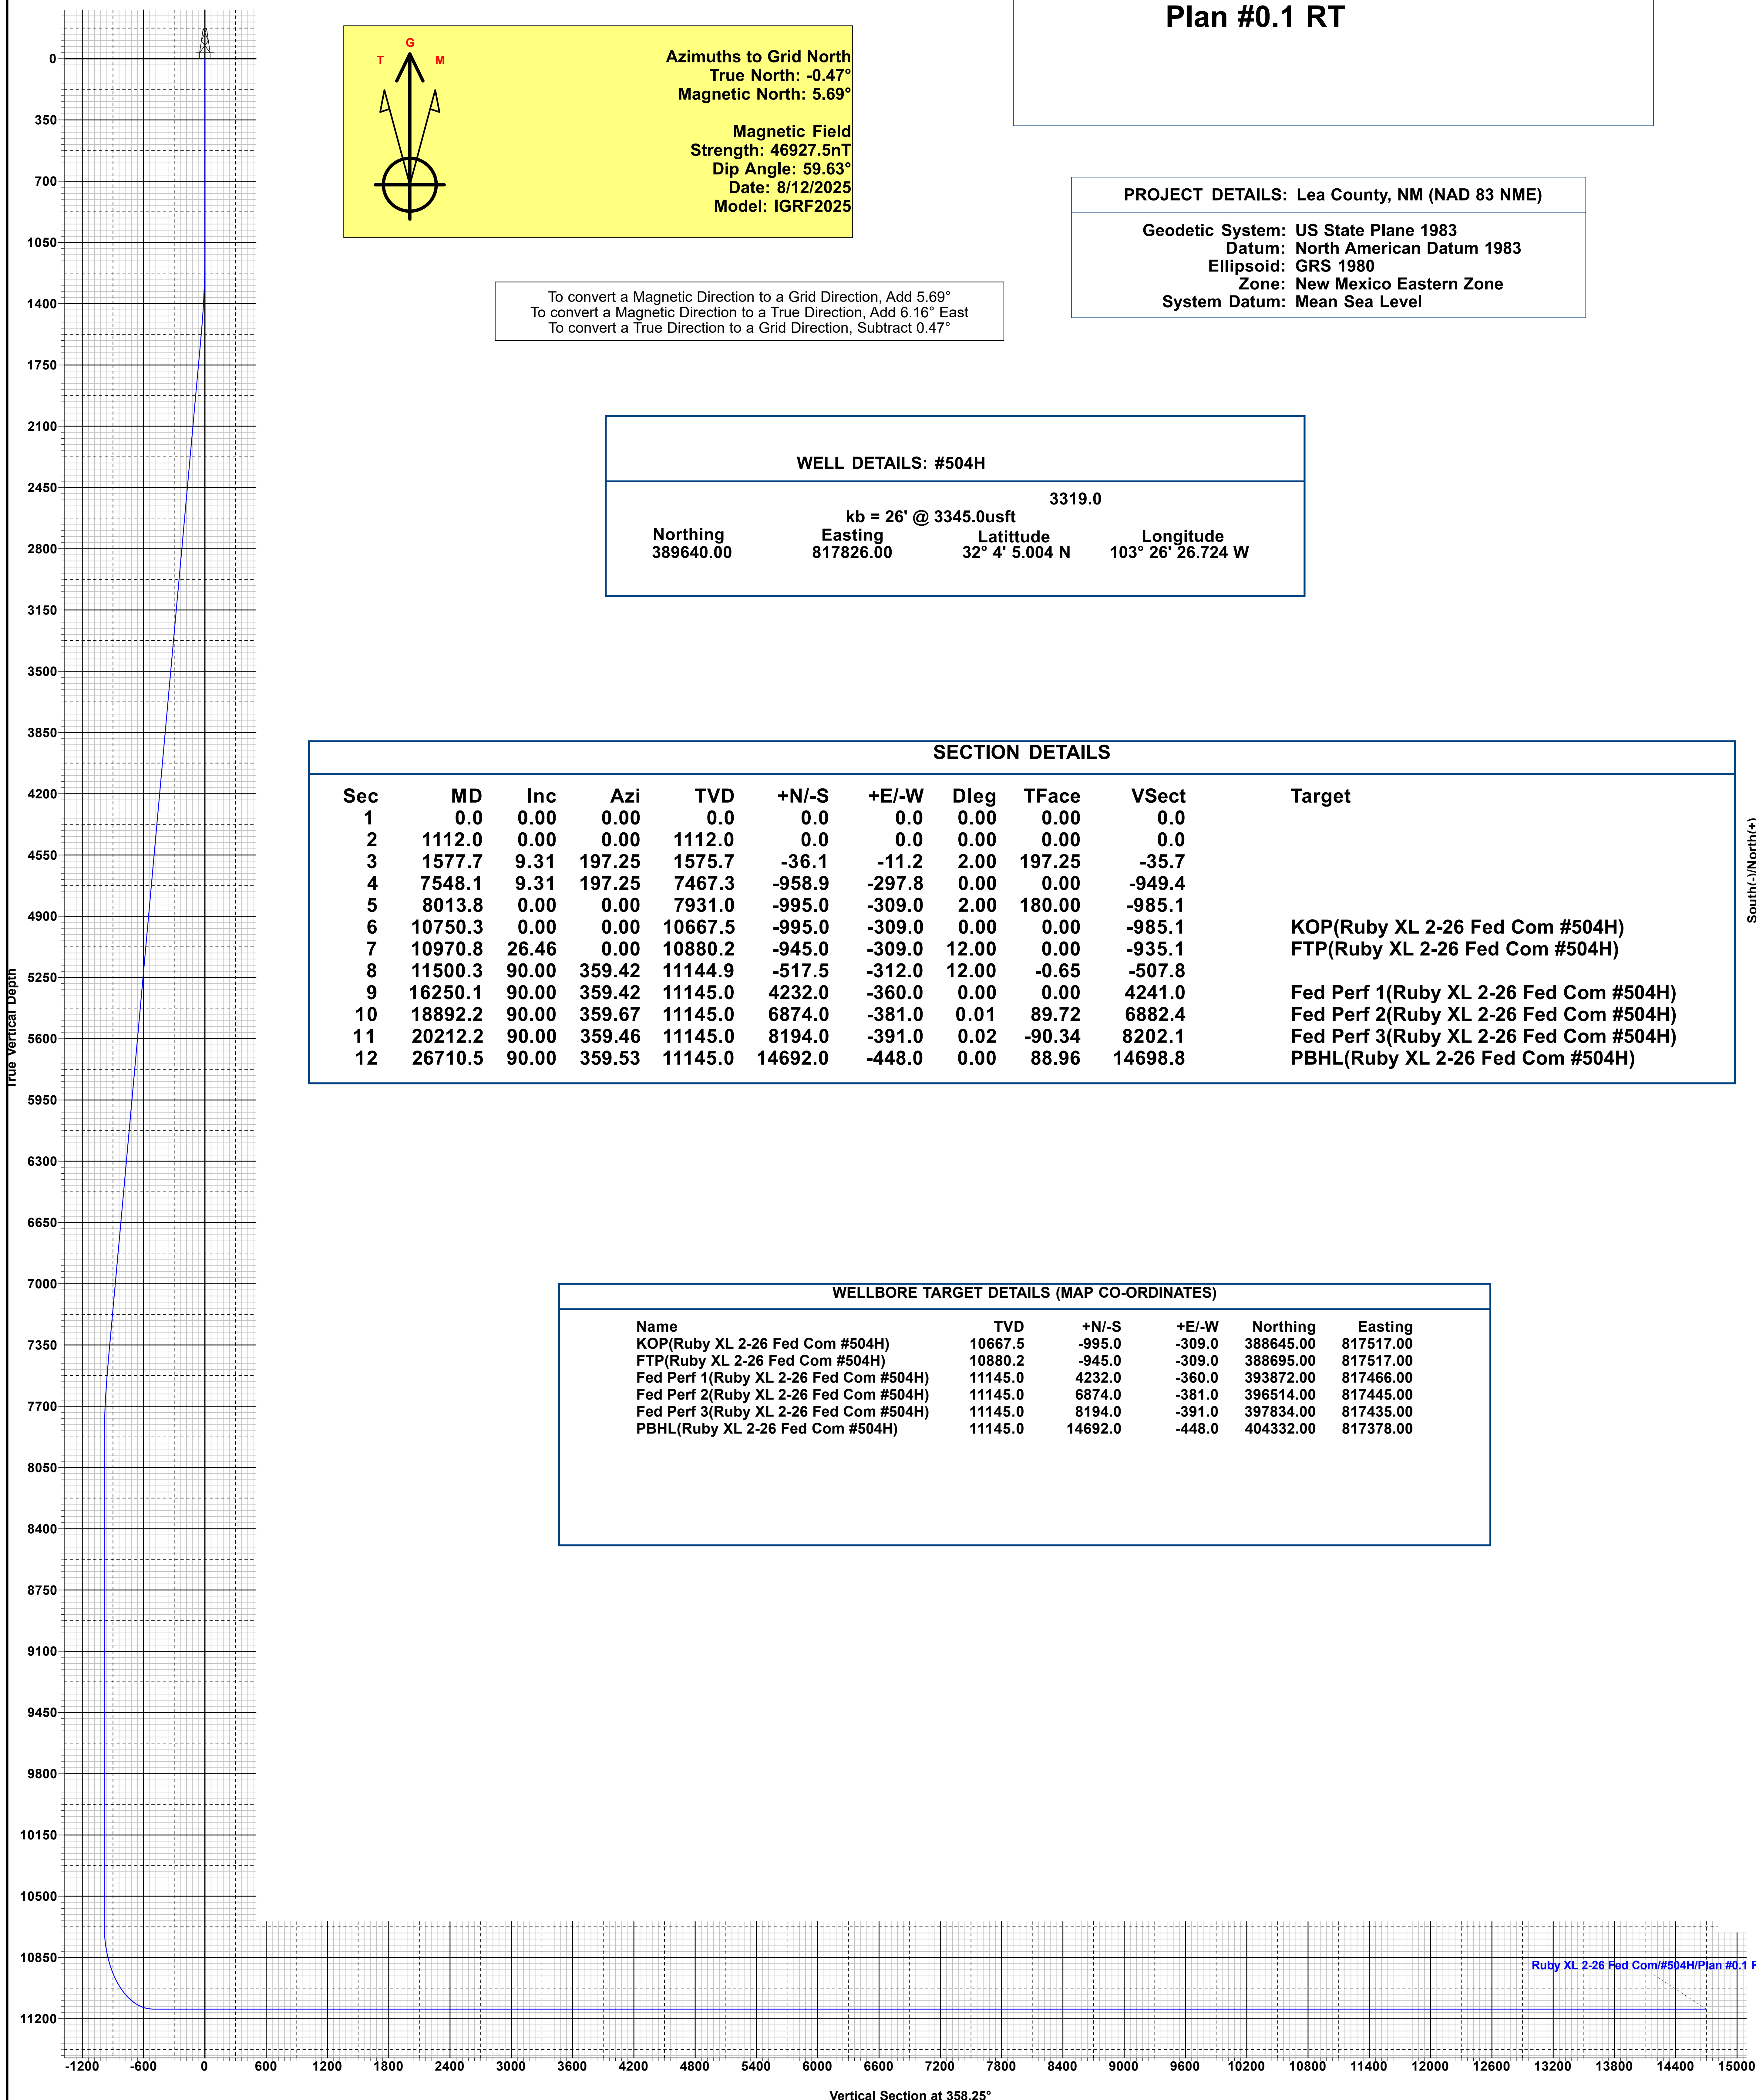 Plan #0.1 RT
G
T M
Azimuths to Grid North
True North: -0.47°
Magnetic North: 5.69°
Magnetic Field
Strength: 46927.5nT
Dip Angle: 59.63°
Date: 8/12/2025
Model: IGRF2025
PROJECT DETAILS: Lea County, NM (NAD 83 NME)
Geodetic System: US State Plane 1983
Datum: North American Datum 1983
Ellipsoid: GRS 1980
Zone: New Mexico Eastern Zone
System Datum: Mean Sea Level
To convert a Magnetic Direction to a Grid Direction, Add 5.69°
To convert a Magnetic Direction to a True Direction, Add 6.16° East
To convert a True Direction to a Grid Direction, Subtract 0.47°
WELL DETAILS: #504H
3319.0
kb = 26' @ 3345.0usft
Northing Easting Latittude Longitude
389640.00 817826.00 32° 4' 5.004 N 103° 26' 26.724 W
SECTION DETAILS
Sec MD Inc Azi TVD +N/-S +E/-W Dleg TFace VSect Target
1 0.0 0.00 0.00 0.0 0.0 0.0 0.00 0.00 0.0
2 1112.0 0.00 0.00 1112.0 0.0 0.0 0.00 0.00 0.0
3 1577.7 9.31 197.25 1575.7 -36.1 -11.2 2.00 197.25 -35.7
4 7548.1 9.31 197.25 7467.3 -958.9 -297.8 0.00 0.00 -949.4
5 8013.8 0.00 0.00 7931.0 -995.0 -309.0 2.00 180.00 -985.1
6 10750.3 0.00 0.00 10667.5 -995.0 -309.0 0.00 0.00 -985.1 KOP(Ruby XL 2-26 Fed Com #504H)
7 10970.8 26.46 0.00 10880.2 -945.0 -309.0 12.00 0.00 -935.1 FTP(Ruby XL 2-26 Fed Com #504H)
8 11500.3 90.00 359.42 11144.9 -517.5 -312.0 12.00 -0.65 -507.8
9 16250.1 90.00 359.42 11145.0 4232.0 -360.0 0.00 0.00 4241.0 Fed Perf 1(Ruby XL 2-26 Fed Com #504H)
10 18892.2 90.00 359.67 11145.0 6874.0 -381.0 0.01 89.72 6882.4 Fed Perf 2(Ruby XL 2-26 Fed Com #504H)
11 20212.2 90.00 359.46 11145.0 8194.0 -391.0 0.02 -90.34 8202.1 Fed Perf 3(Ruby XL 2-26 Fed Com #504H)
12 26710.5 90.00 359.53 11145.0 14692.0 -448.0 0.00 88.96 14698.8 PBHL(Ruby XL 2-26 Fed Com #504H)
South(-)/North(+)
WELLBORE TARGET DETAILS (MAP CO-ORDINATES)
Name TVD +N/-S +E/-W Northing Easting
KOP(Ruby XL 2-26 Fed Com #504H) 10667.5 -995.0 -309.0 388645.00 817517.00
FTP(Ruby XL 2-26 Fed Com #504H) 10880.2 -945.0 -309.0 388695.00 817517.00
Fed Perf 1(Ruby XL 2-26 Fed Com #504H) 11145.0 4232.0 -360.0 393872.00 817466.00
Fed Perf 2(Ruby XL 2-26 Fed Com #504H) 11145.0 6874.0 -381.0 396514.00 817445.00
Fed Perf 3(Ruby XL 2-26 Fed Com #504H) 11145.0 8194.0 -391.0 397834.00 817435.00
PBHL(Ruby XL 2-26 Fed Com #504H) 11145.0 14692.0 -448.0 404332.00 817378.00
True Vertical Depth
0
350
700
1050
1400
1750
2100
2450
2800
3150
3500
3850
4200
4550
4900
5250
5600
5950
6300
6650
7000
7350
7700
8050
8400
8750
9100
9450
9800
10150
10500
10850
11200
Ruby XL 2-26 Fed Com/#504H/Plan #0.1 R
-1200 -600 0 600 1200 1800 2400 3000 3600 4200 4800 5400 6000 6600 7200 7800 8400 9000 9600 10200 10800 11400 12000 12600 13200 13800 14400 15000
Vertical Section at 358.25°